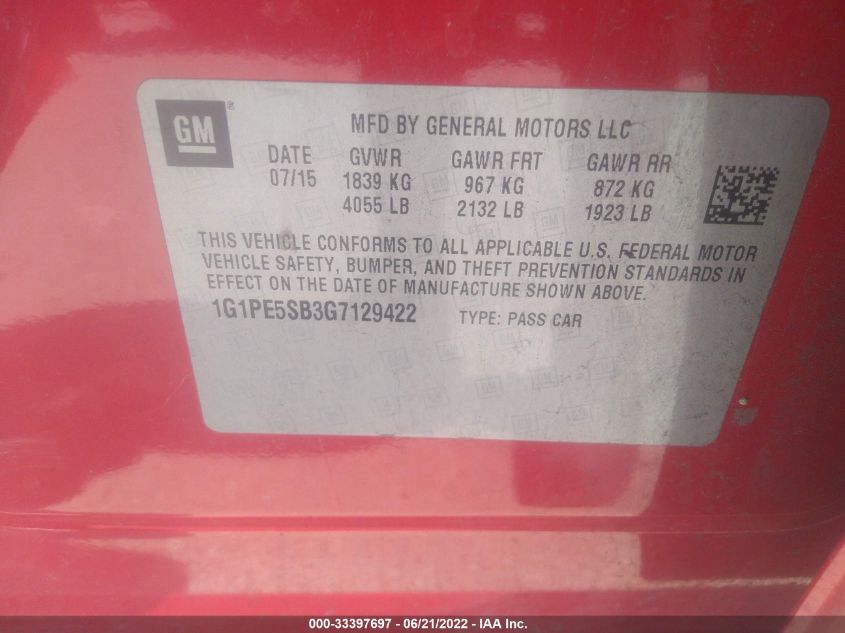 GM®
MFD BY GENERAL MOTORS LLC
DATE GVWR GAWR FRT GAWR RR
07/15 1839 KG 967 KG 872 KG
4055 LB 2132 LB 1923 LB
THIS VEHICLE CONFORMS TO ALL APPLICABLE U.S. FEDERAL MOTOR
VEHICLE SAFETY, BUMPER, AND THEFT PREVENTION STANDARDS IN
EFFECT ON THE DATE OF MANUFACTURE SHOWN ABOVE.
1G1PE5SB3G7129422 TYPE: PASS CAR
000-33397697 - 06/21/2022 - IAA Inc.